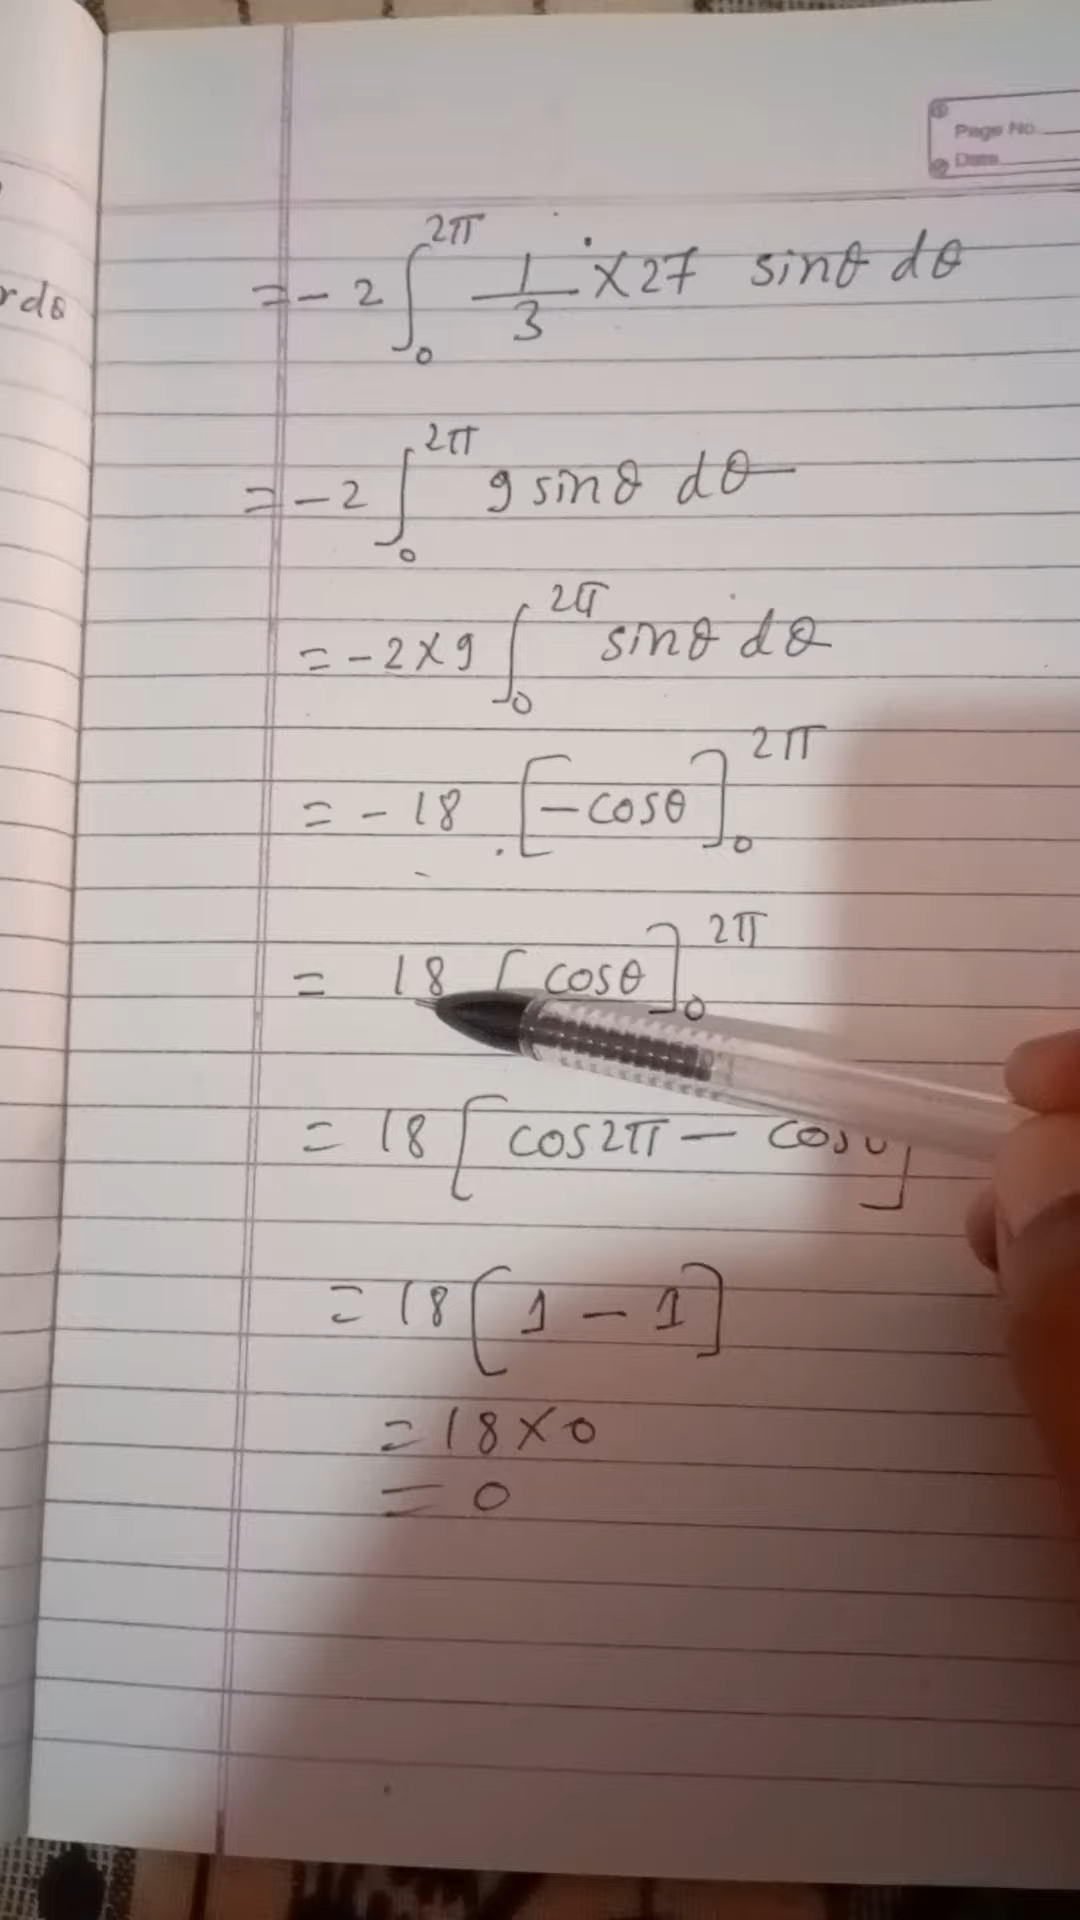 Page No.
Date
rdθ
= -2 ∫₀^2π 1/3 × 27 sinθ dθ
= -2 ∫₀^2π 9 sinθ dθ
= -2×9 ∫₀^2π sinθ dθ
= -18 [-cosθ]₀^2π
= 18 [cosθ]₀^2π
= 18 [cos2π - cos0]
= 18 [1 - 1]
= 18×0
= 0